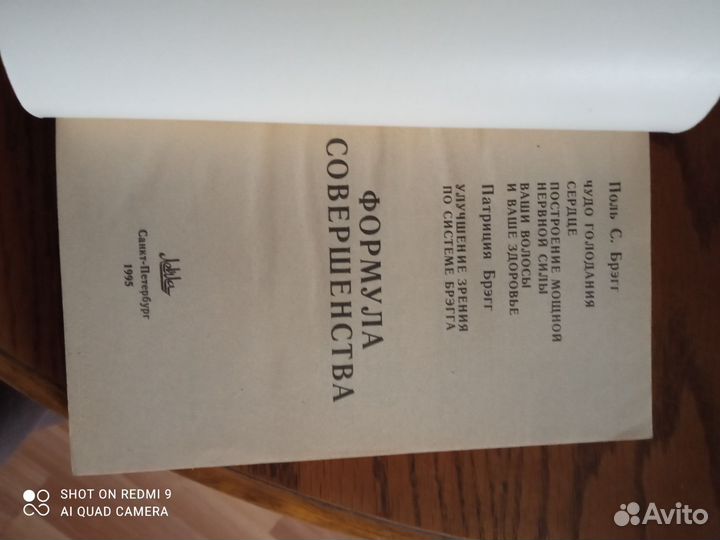 Поль С. Брэгг
ЧУДО ГОЛОДАНИЯ
СЕРДЦЕ
ПОСТРОЕНИЕ МОЩНОЙ
НЕРВНОЙ СИЛЫ
ВАШИ ВОЛОСЫ
И ВАШЕ ЗДОРОВЬЕ
Патриция Брэгг
УЛУЧШЕНИЕ ЗРЕНИЯ
ПО СИСТЕМЕ БРЭГГА
ФОРМУЛА
СОВЕРШЕНСТВА
Санкт-Петербург
1995
SHOT ON REDMI 9
AI QUAD CAMERA
Avito